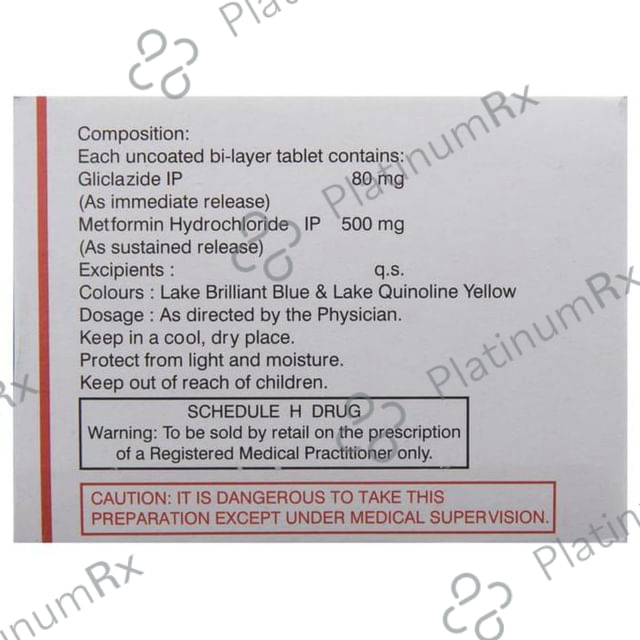 PlatinumRx
Composition:
Each uncoated bi-layer tablet contains:
Gliclazide IP 80 mg
(As immediate release)
Metformin Hydrochloride IP 500 mg
(As sustained release)
Excipients : q.s.
Colours : Lake Brilliant Blue & Lake Quinoline Yellow
Dosage : As directed by the Physician.
Keep in a cool, dry place.
Protect from light and moisture.
Keep out of reach of children.
PlatinumRx
SCHEDULE H DRUG
Warning: To be sold by retail on the prescription
of a Registered Medical Practitioner only.
CAUTION: IT IS DANGEROUS TO TAKE THIS
PREPARATION EXCEPT UNDER MEDICAL SUPERVISION.